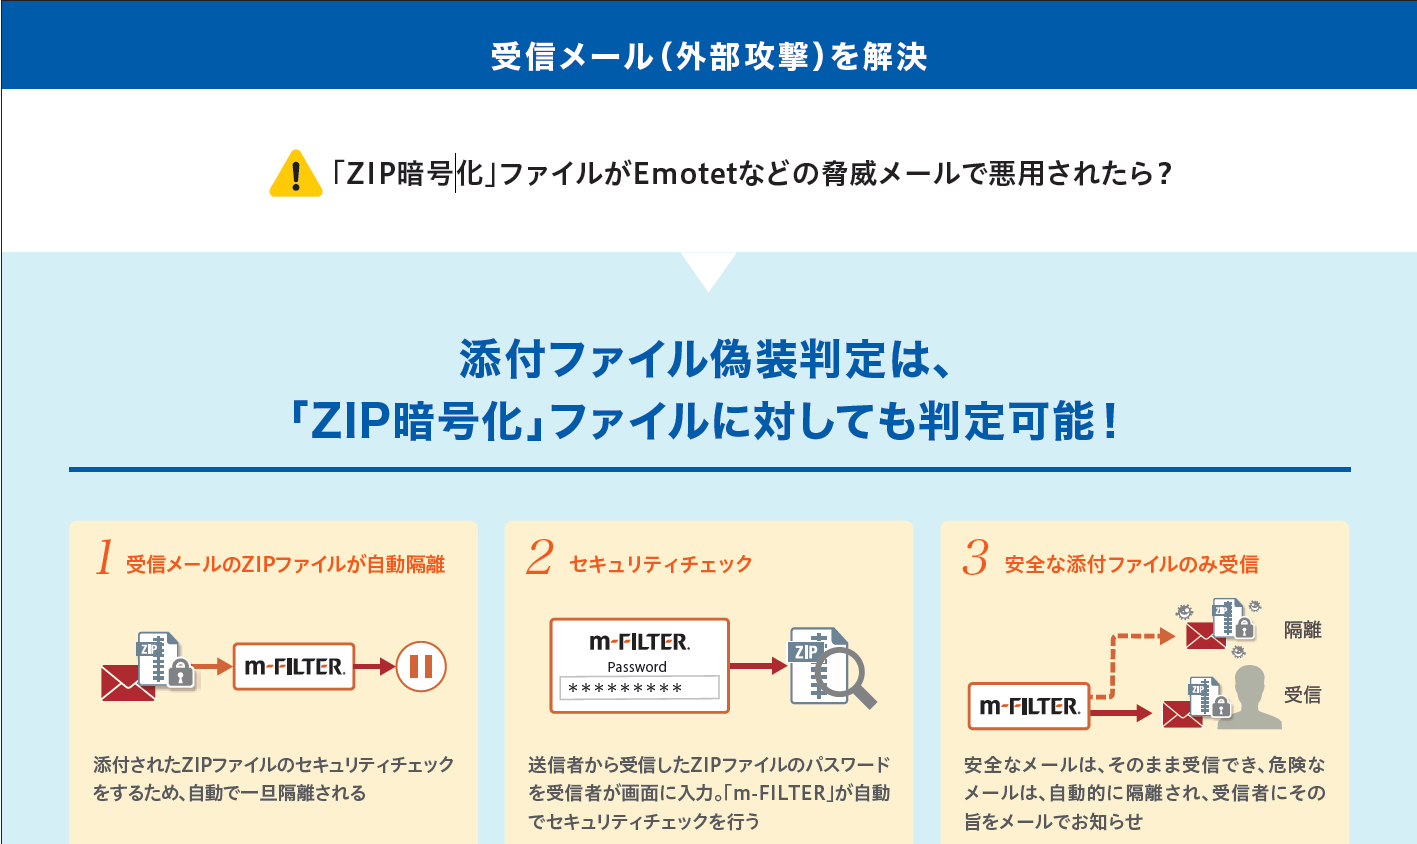 受信メール（外部攻撃）を解決
「ZIP暗号化」ファイルがEmotetなどの脅威メールで悪用されたら？
添付ファイル偽装判定は、
「ZIP暗号化」ファイルに対しても判定可能！
1 受信メールのZIPファイルが自動隔離
ZIP
m-FILTER.
添付されたZIPファイルのセキュリティチェック
をするため、自動で一旦隔離される
2 セキュリティチェック
m-FILTER.
Password
*********
ZIP
送信者から受信したZIPファイルのパスワード
を受信者が画面に入力。「m-FILTER」が自動
でセキュリティチェックを行う
3 安全な添付ファイルのみ受信
ZIP
隔離
m-FILTER.
ZIP
受信
安全なメールは、そのまま受信でき、危険な
メールは、自動的に隔離され、受信者にその
旨をメールでお知らせ